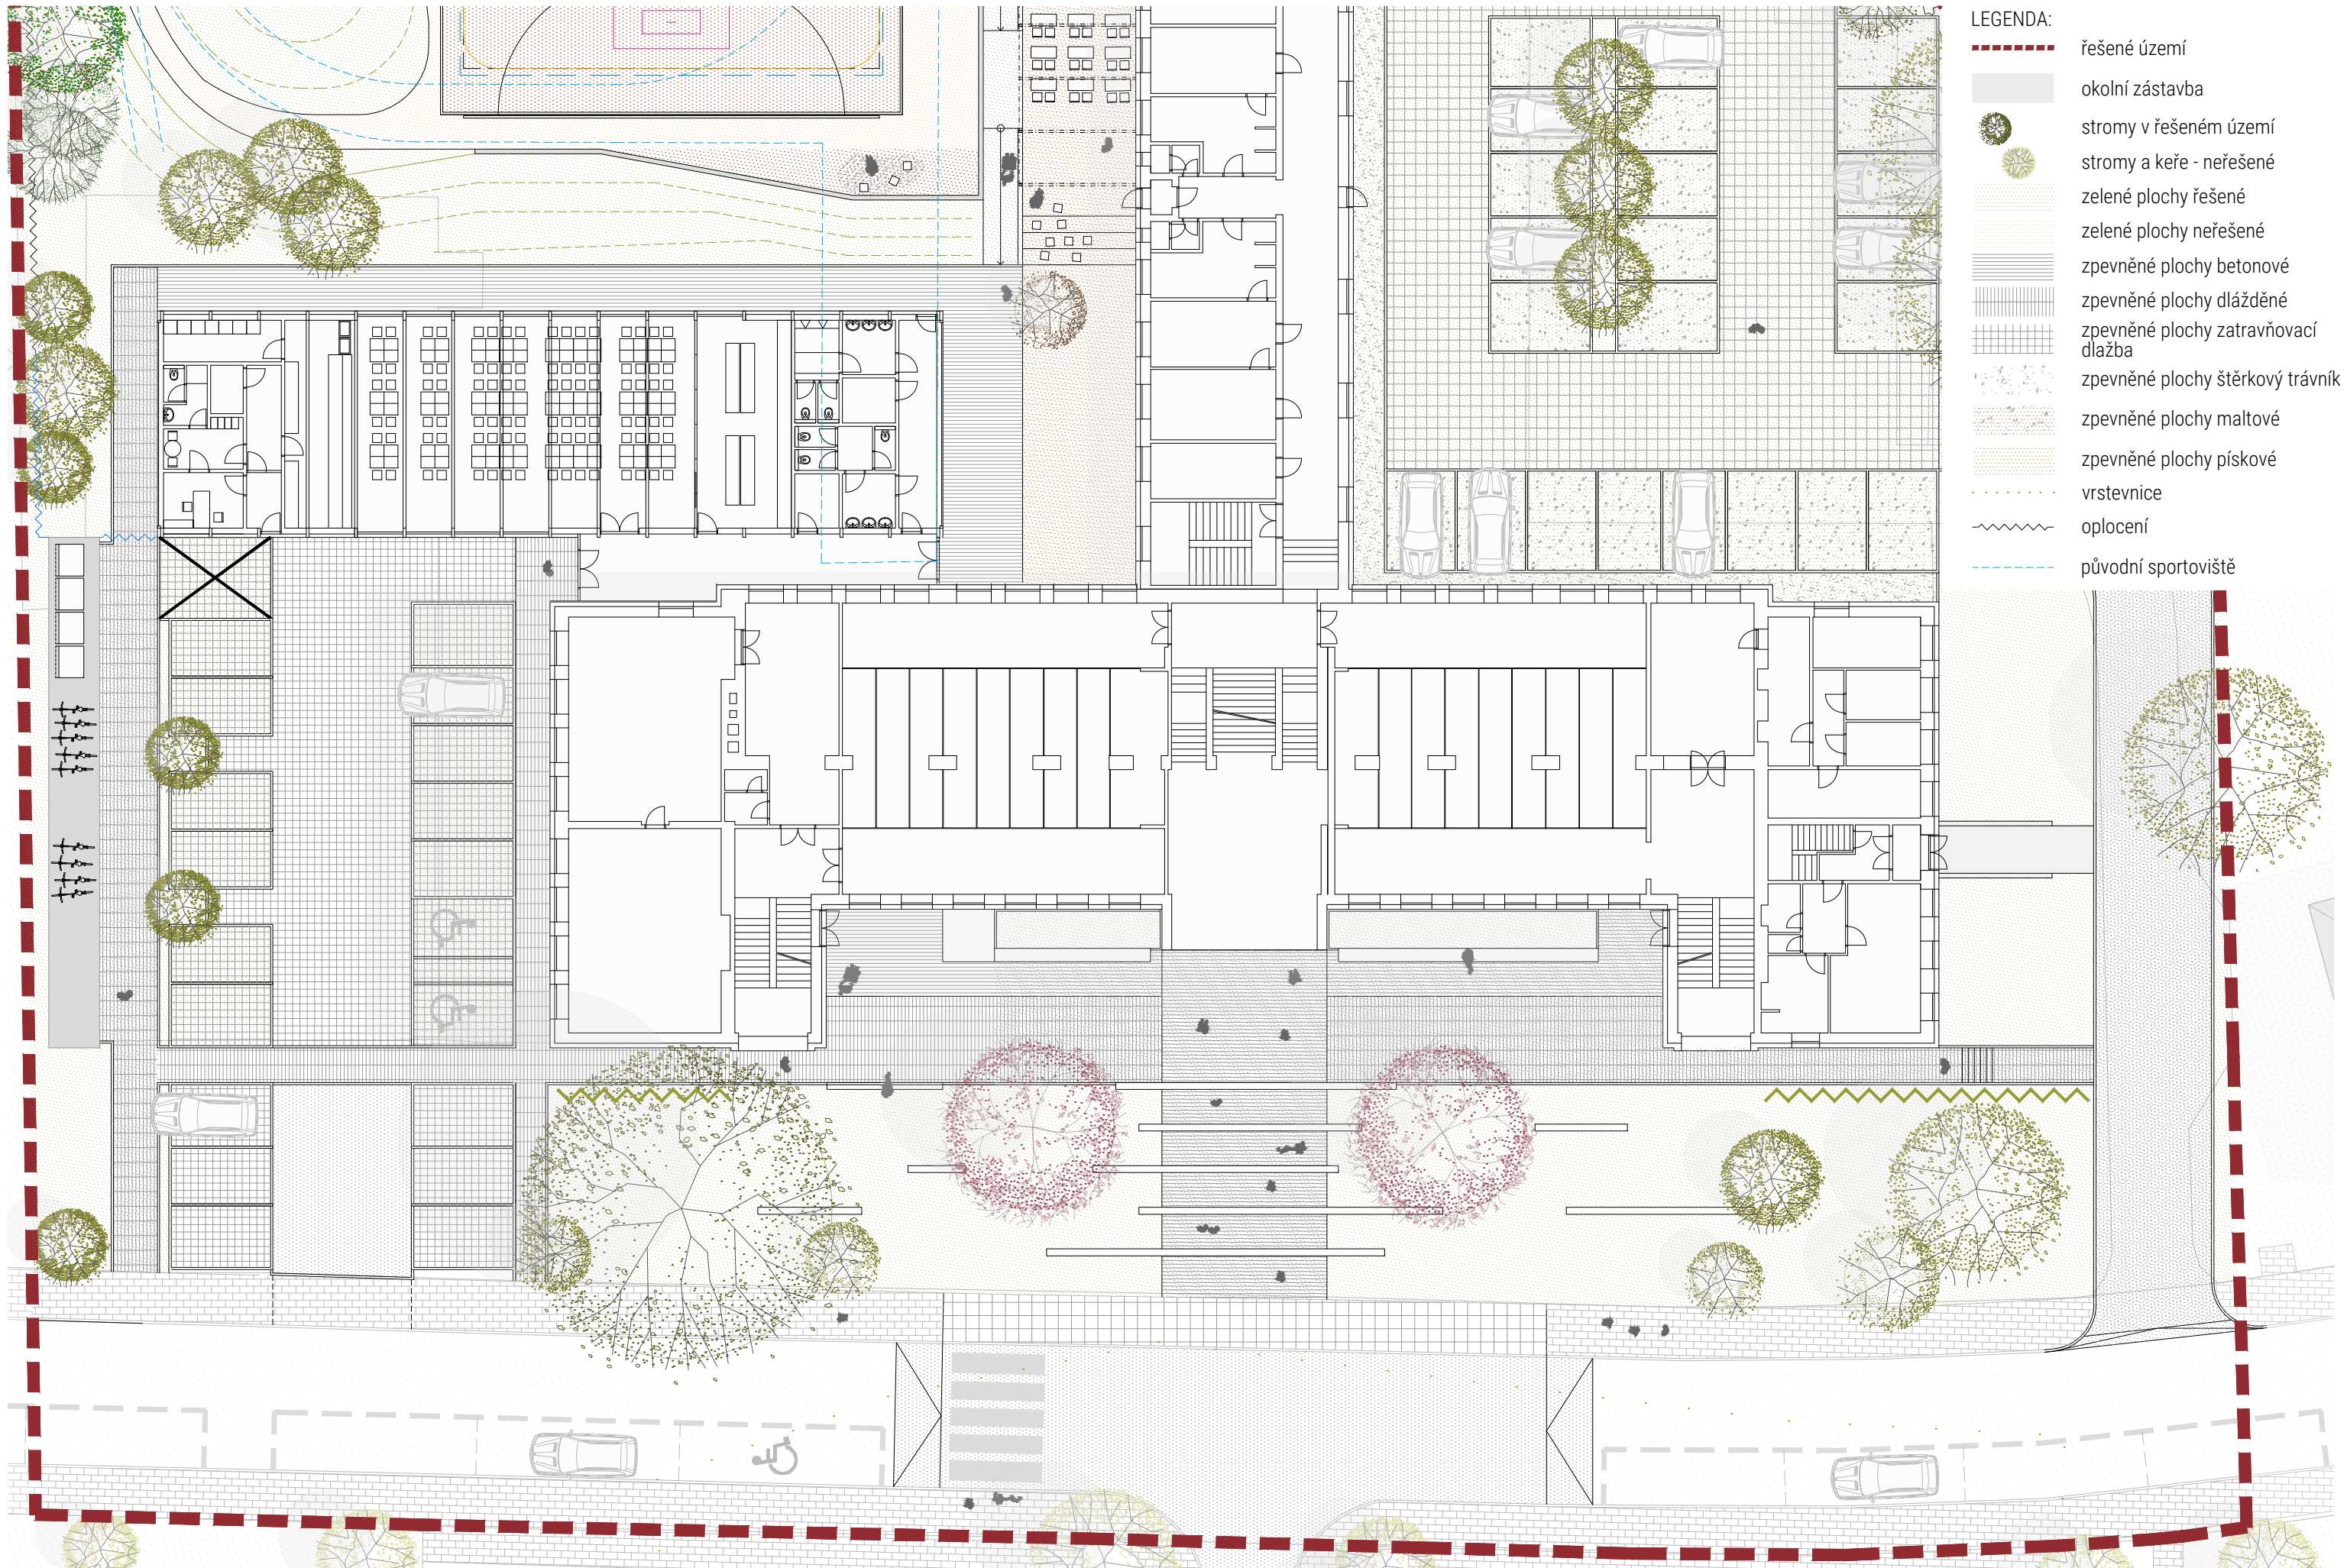 LEGENDA:
řešené území
okolní zástavba
stromy v řešeném území
stromy a keře - neřešené
zelené plochy řešené
zelené plochy neřešené
zpevněné plochy betonové
zpevněné plochy dlážděné
zpevněné plochy zatravňovací
dlažba
zpevněné plochy štěrkový trávník
zpevněné plochy maltové
zpevněné plochy pískové
vrstevnice
oplocení
původní sportoviště